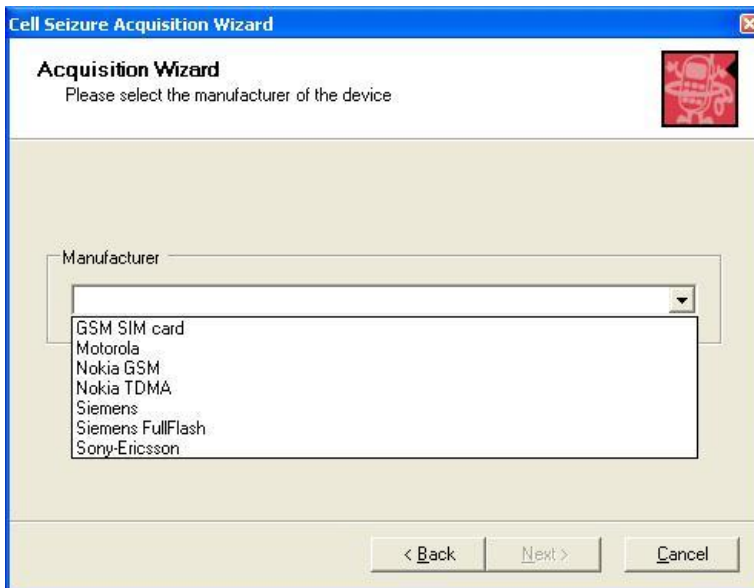 Cell Seizure Acquisition Wizard
Acquisition Wizard
Please select the manufacturer of the device
Manufacturer
GSM SIM card
Motorola
Nokia GSM
Nokia TDMA
Siemens
Siemens FullFlash
Sony-Ericsson
< Back Next > Cancel